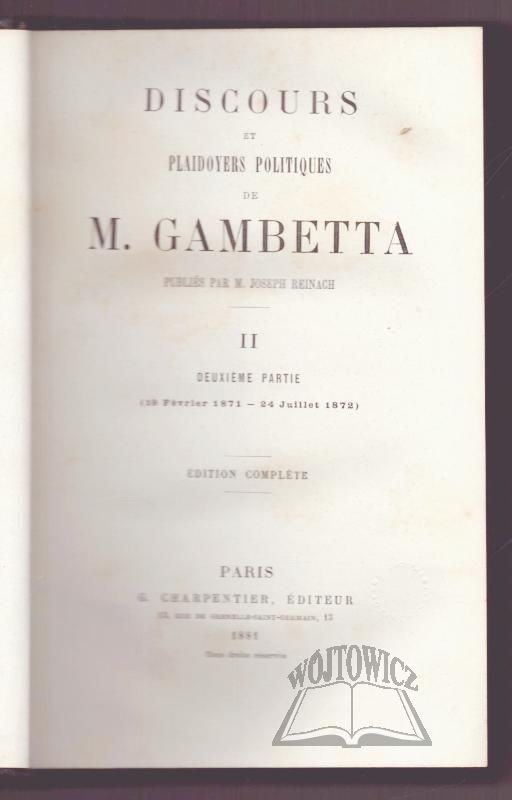 DISCOURS
ET
PLAIDOYERS POLITIQUES
DE
M. GAMBETTA
PUBLIÉS PAR M. JOSEPH REINACH
II
DEUXIÈME PARTIE
(19 Février 1871 — 24 Juillet 1872)
EDITION COMPLÈTE
PARIS
G. CHARPENTIER, ÉDITEUR
13, RUE DE GRENELLE-SAINT-GERMAIN, 13
1881
Tous droits réservés
WÓJTOWICZ